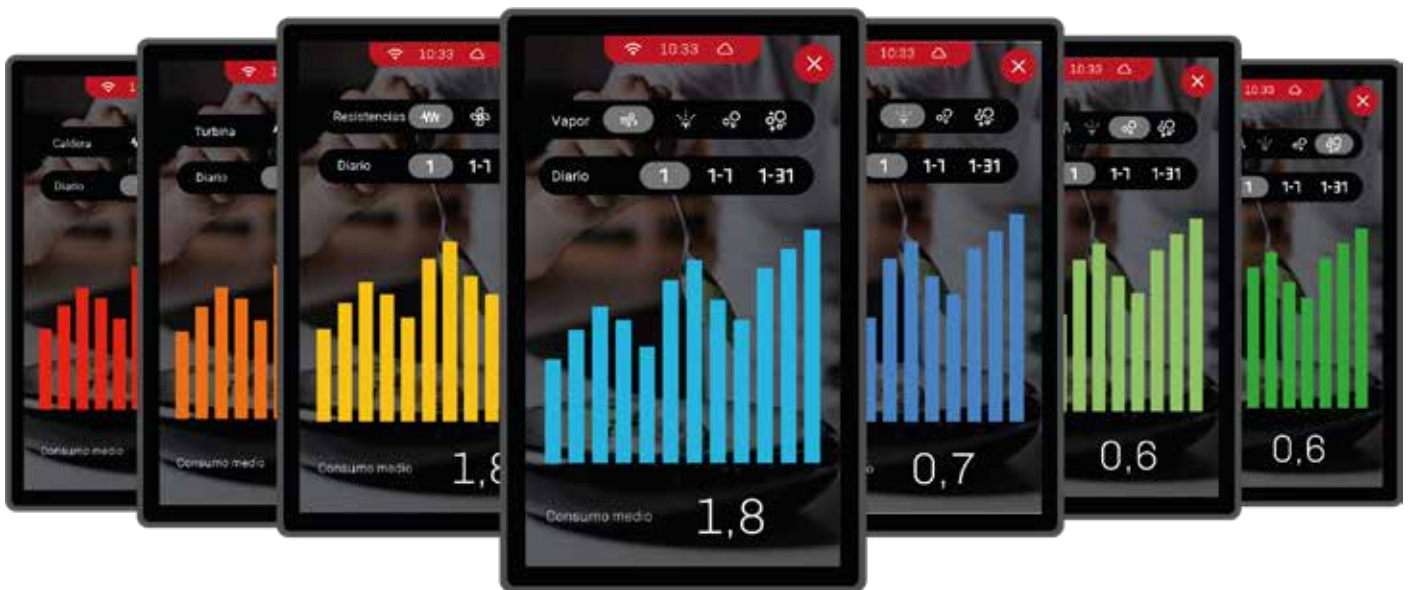 1
Caldera
Diario
Consumo medio
1
Turbina
Diario
Consumo medio
10:33
Resistencias
Diario 1 1-7
Consumo medio 1,8
10:33
Vapor
Diario 1 1-7 1-31
Consumo medio 1,8
10:33
1 1-7 1-31
0,7
10:33
1 1-7 1-31
0,6
10:33
1 1-7 1-31
0,6